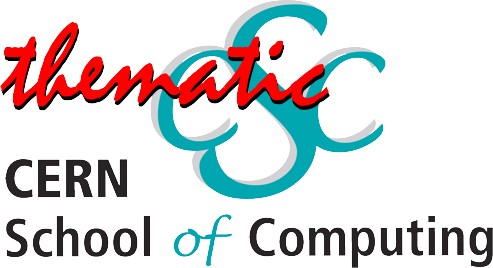 thematic
CSC
CERN
School of Computing